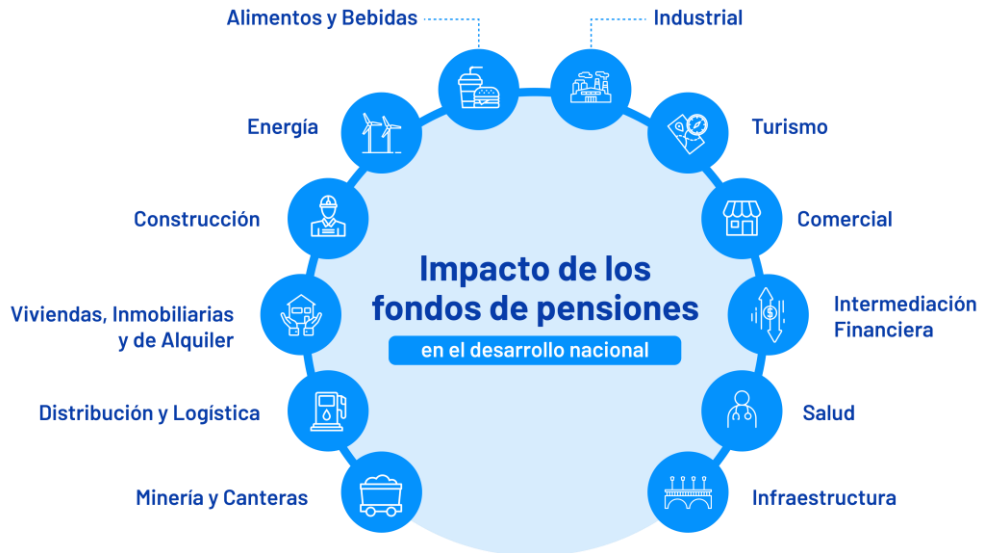 Alimentos y Bebidas
Industrial
Energía
Turismo
Construcción
Comercial
Impacto de los
fondos de pensiones
en el desarrollo nacional
Viviendas, Inmobiliarias
y de Alquiler
Intermediación
Financiera
Distribución y Logística
Salud
Minería y Canteras
Infraestructura